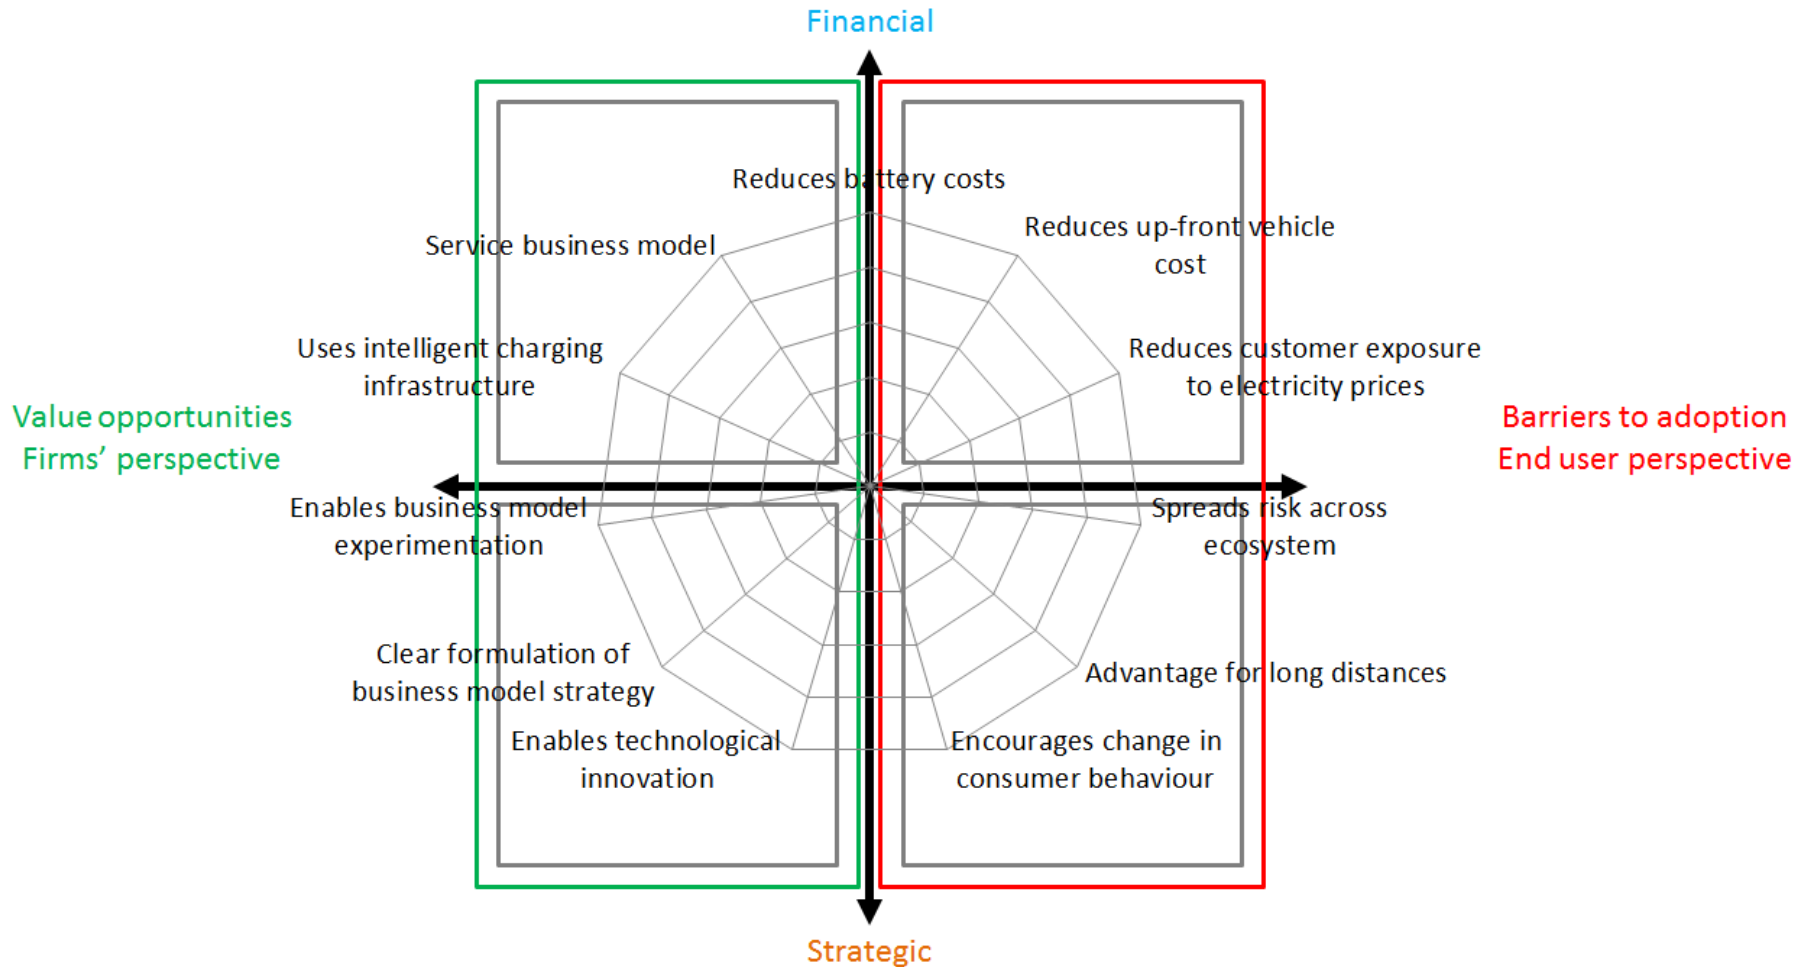 Financial
Reduces battery costs
Reduces up-front vehicle
cost
Service business model
Uses intelligent charging
infrastructure
Reduces customer exposure
to electricity prices
Value opportunities
Firms’ perspective
Barriers to adoption
End user perspective
Enables business model
experimentation
Spreads risk across
ecosystem
Clear formulation of
business model strategy
Advantage for long distances
Enables technological
innovation
Encourages change in
consumer behaviour
Strategic